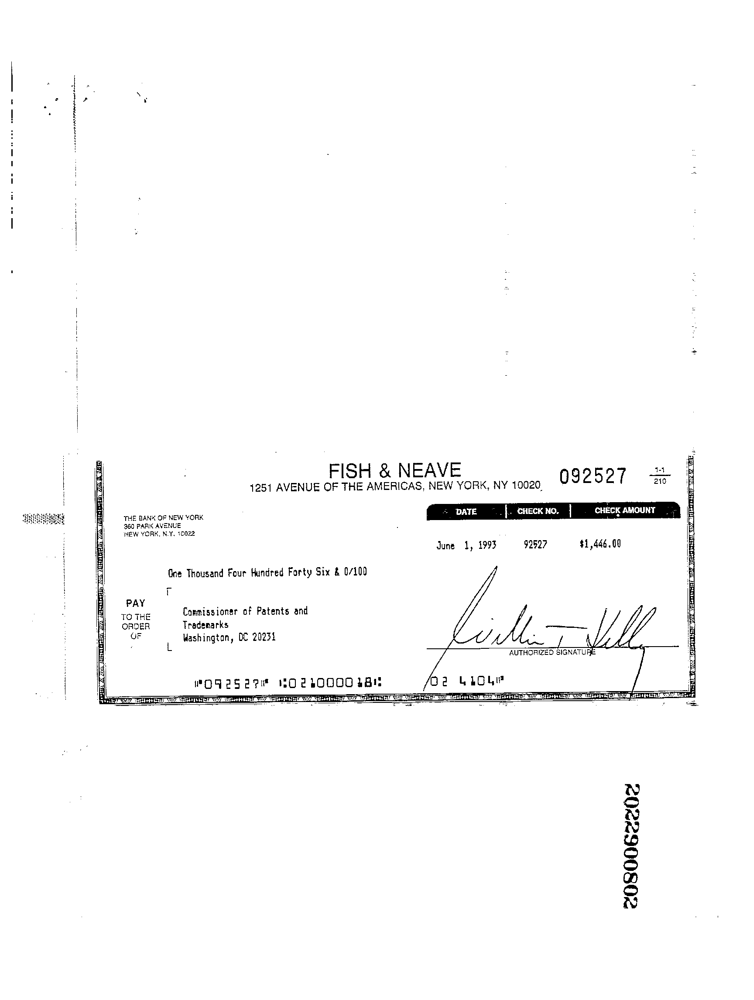 FISH & NEAVE
1251 AVENUE OF THE AMERICAS, NEW YORK, NY 10020
092527
1-1
210
THE BANK OF NEW YORK
360 PARK AVENUE
NEW YORK, N.Y. 10022
DATE CHECK NO. CHECK AMOUNT
June 1, 1993 92527 $1,446.00
One Thousand Four Hundred Forty Six & 0/100
PAY
TO THE
ORDER
OF
Commissioner of Patents and
Trademarks
Washington, DC 20231
AUTHORIZED SIGNATURE
⑈092527⑈ ⑆021000018⑆ 02 4104⑈
2022900802